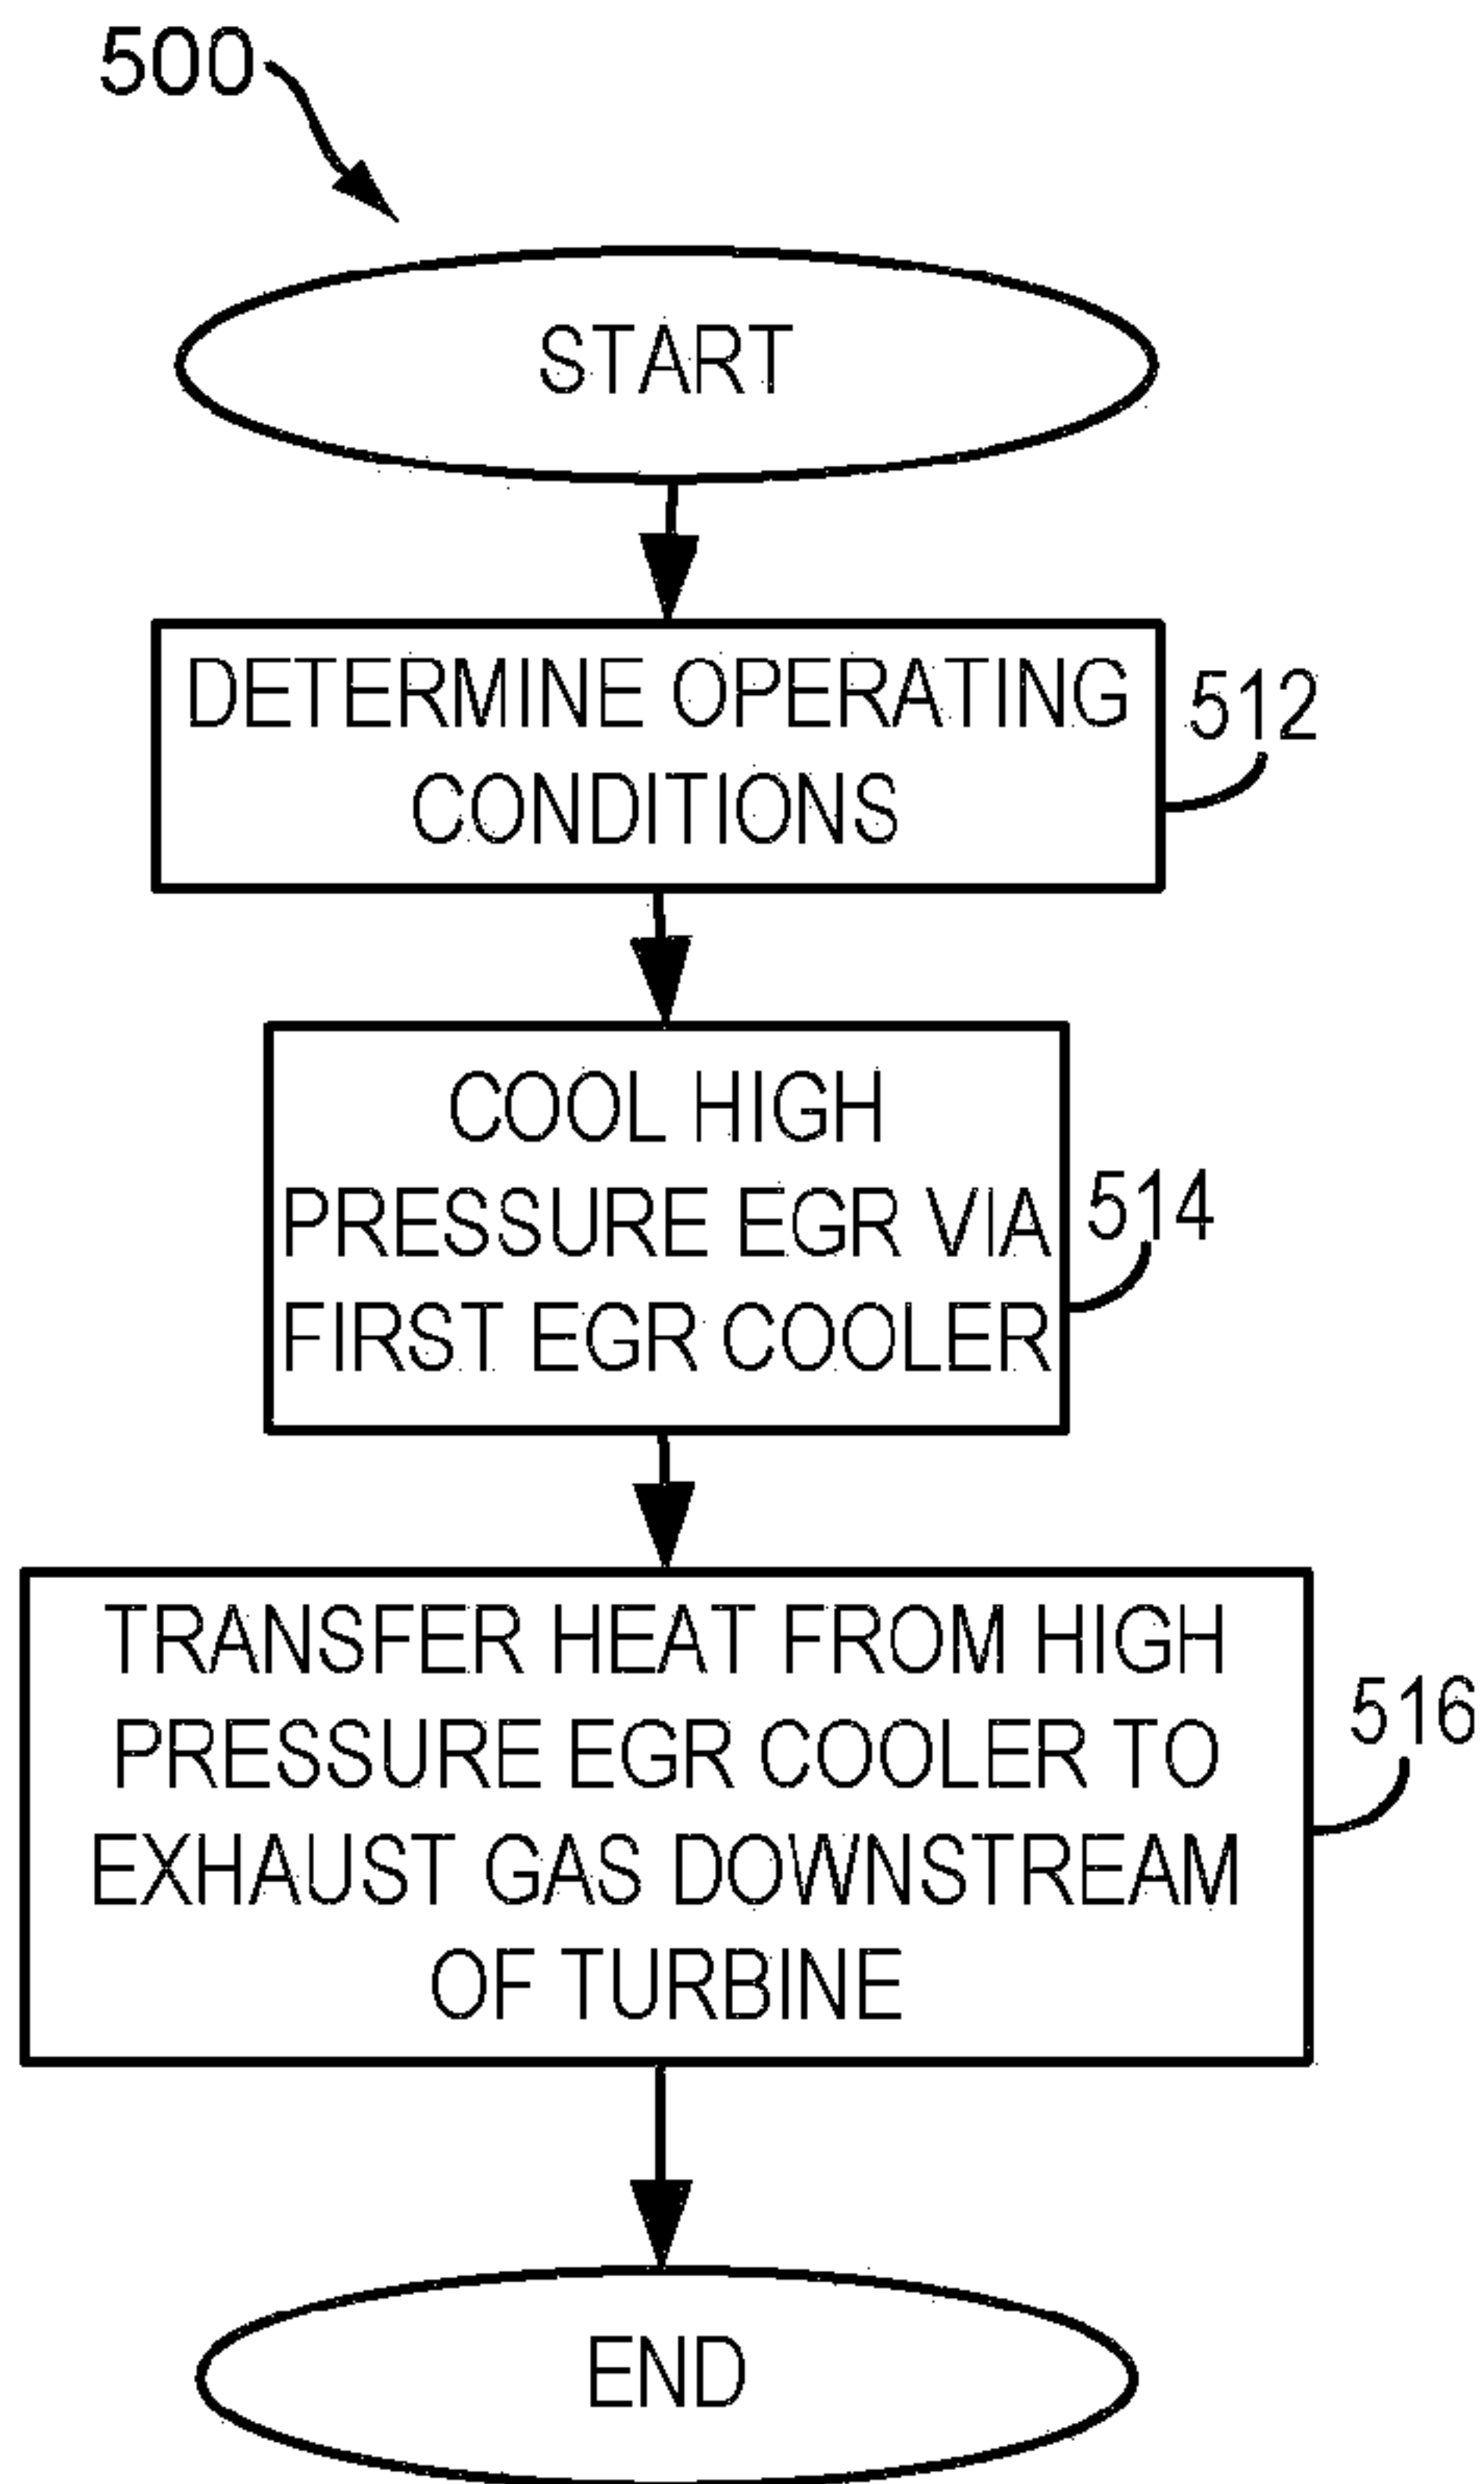 500
START
DETERMINE OPERATING
CONDITIONS
512
COOL HIGH
PRESSURE EGR VIA
FIRST EGR COOLER
514
TRANSFER HEAT FROM HIGH
PRESSURE EGR COOLER TO
EXHAUST GAS DOWNSTREAM
OF TURBINE
516
END